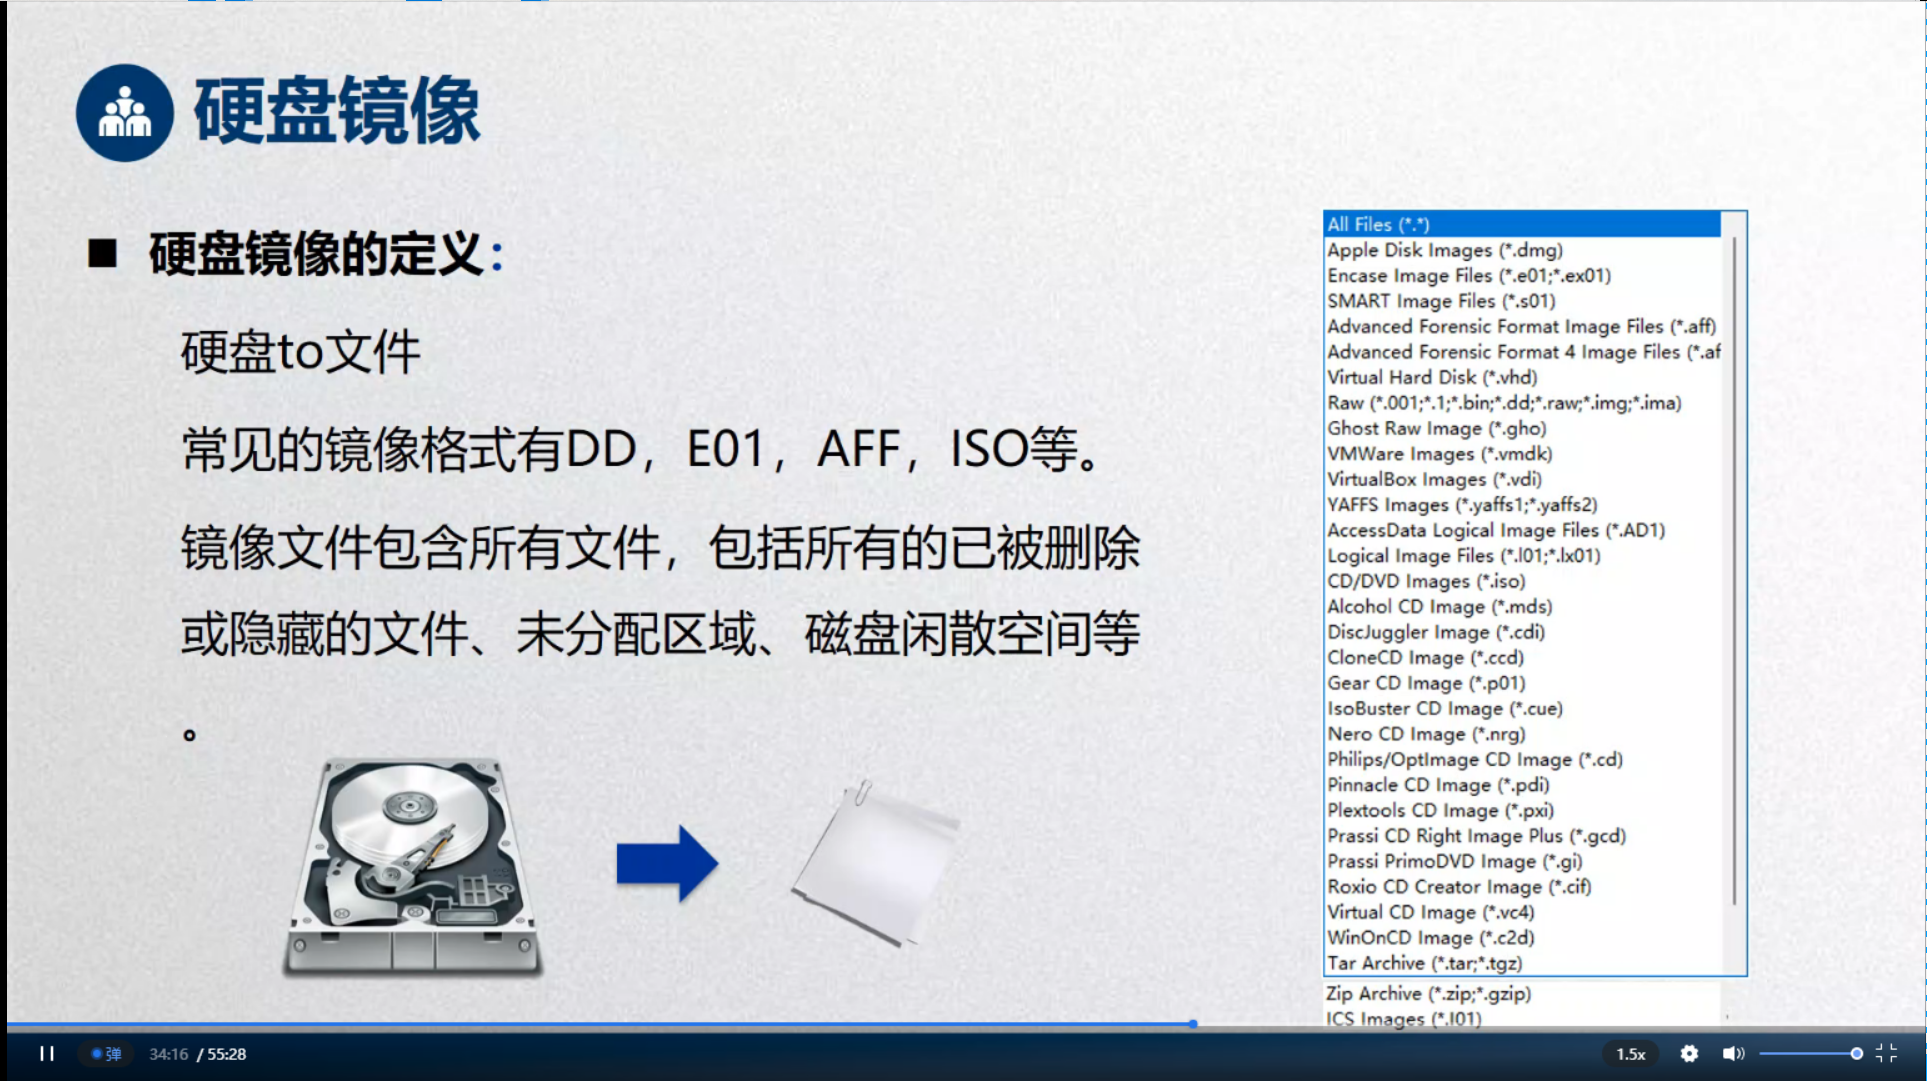 硬盘镜像
■ 硬盘镜像的定义：
硬盘to文件
常见的镜像格式有DD，E01，AFF，ISO等。
镜像文件包含所有文件，包括所有的已被删除
或隐藏的文件、未分配区域、磁盘闲散空间等
。
All Files (*.*)
Apple Disk Images (*.dmg)
Encase Image Files (*.e01;*.ex01)
SMART Image Files (*.s01)
Advanced Forensic Format Image Files (*.aff)
Advanced Forensic Format 4 Image Files (*.af
Virtual Hard Disk (*.vhd)
Raw (*.001;*.1;*.bin;*.dd;*.raw;*.img;*.ima)
Ghost Raw Image (*.gho)
VMWare Images (*.vmdk)
VirtualBox Images (*.vdi)
YAFFS Images (*.yaffs1;*.yaffs2)
AccessData Logical Image Files (*.AD1)
Logical Image Files (*.l01;*.lx01)
CD/DVD Images (*.iso)
Alcohol CD Image (*.mds)
DiscJuggler Image (*.cdi)
CloneCD Image (*.ccd)
Gear CD Image (*.p01)
IsoBuster CD Image (*.cue)
Nero CD Image (*.nrg)
Philips/OptImage CD Image (*.cd)
Pinnacle CD Image (*.pdi)
Plextools CD Image (*.pxi)
Prassi CD Right Image Plus (*.gcd)
Prassi PrimoDVD Image (*.gi)
Roxio CD Creator Image (*.cif)
Virtual CD Image (*.vc4)
WinOnCD Image (*.c2d)
Tar Archive (*.tar;*.tgz)
Zip Archive (*.zip;*.gzip)
ICS Images (*.I01)
弹 34:16 / 55:28 1.5x